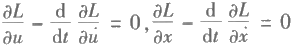 ∂L/∂u − d/dt ∂L/∂u̇ = 0 , ∂L/∂x − d/dt ∂L/∂ẋ = 0